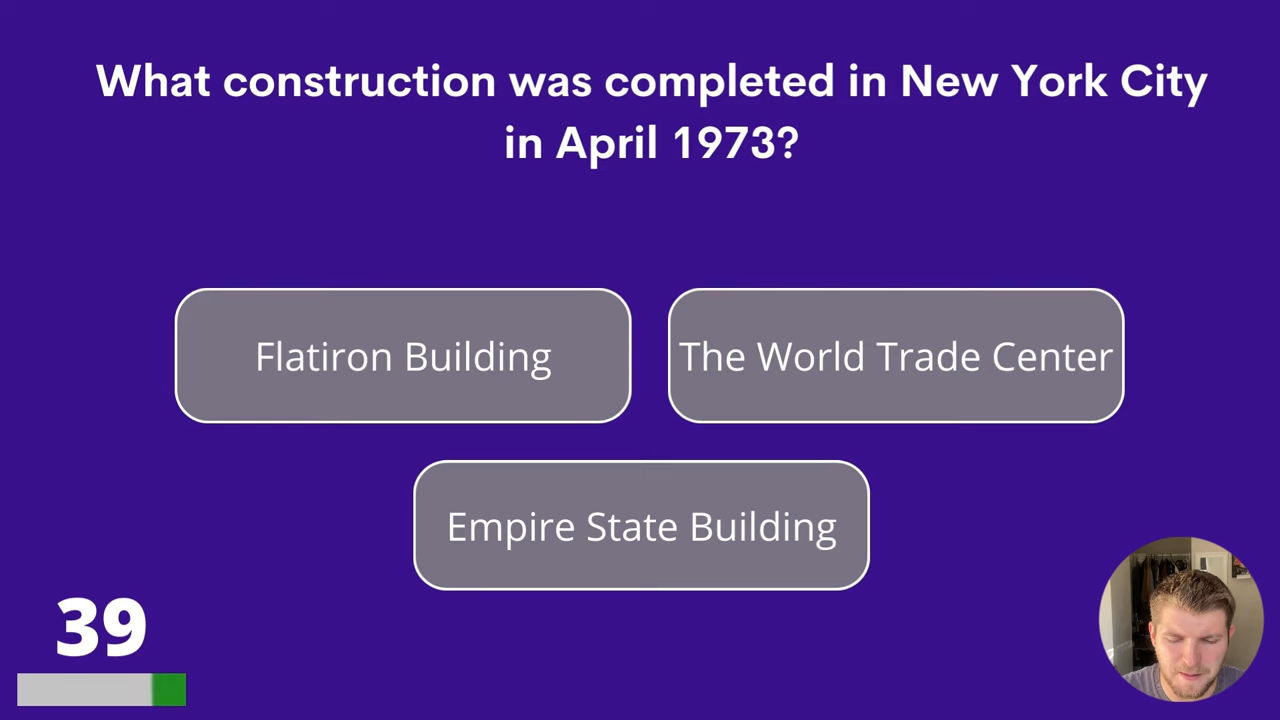 What construction was completed in New York City
in April 1973?
Flatiron Building
The World Trade Center
Empire State Building
39